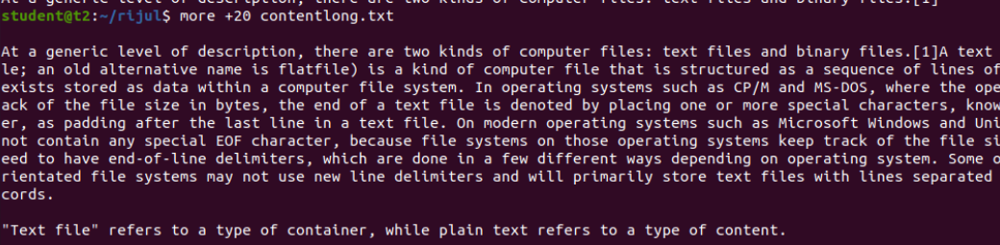 At a generic level of description, there are two kinds of computer files: text files and binary files.[1]
student@t2:~/rijul$ more +20 contentlong.txt
At a generic level of description, there are two kinds of computer files: text files and binary files.[1]A text
le; an old alternative name is flatfile) is a kind of computer file that is structured as a sequence of lines of
exists stored as data within a computer file system. In operating systems such as CP/M and MS-DOS, where the ope
ack of the file size in bytes, the end of a text file is denoted by placing one or more special characters, know
er, as padding after the last line in a text file. On modern operating systems such as Microsoft Windows and Uni
not contain any special EOF character, because file systems on those operating systems keep track of the file si
eed to have end-of-line delimiters, which are done in a few different ways depending on operating system. Some o
rientated file systems may not use new line delimiters and will primarily store text files with lines separated
cords.
"Text file" refers to a type of container, while plain text refers to a type of content.